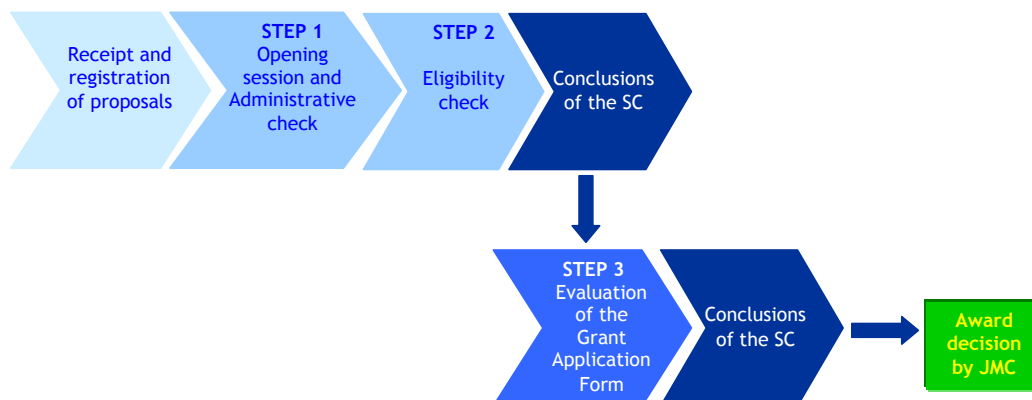 Receipt and
registration
of proposals
STEP 1
Opening
session and
Administrative
check
STEP 2
Eligibility
check
Conclusions
of the SC
STEP 3
Evaluation
of the
Grant
Application
Form
Conclusions
of the SC
Award
decision
by JMC